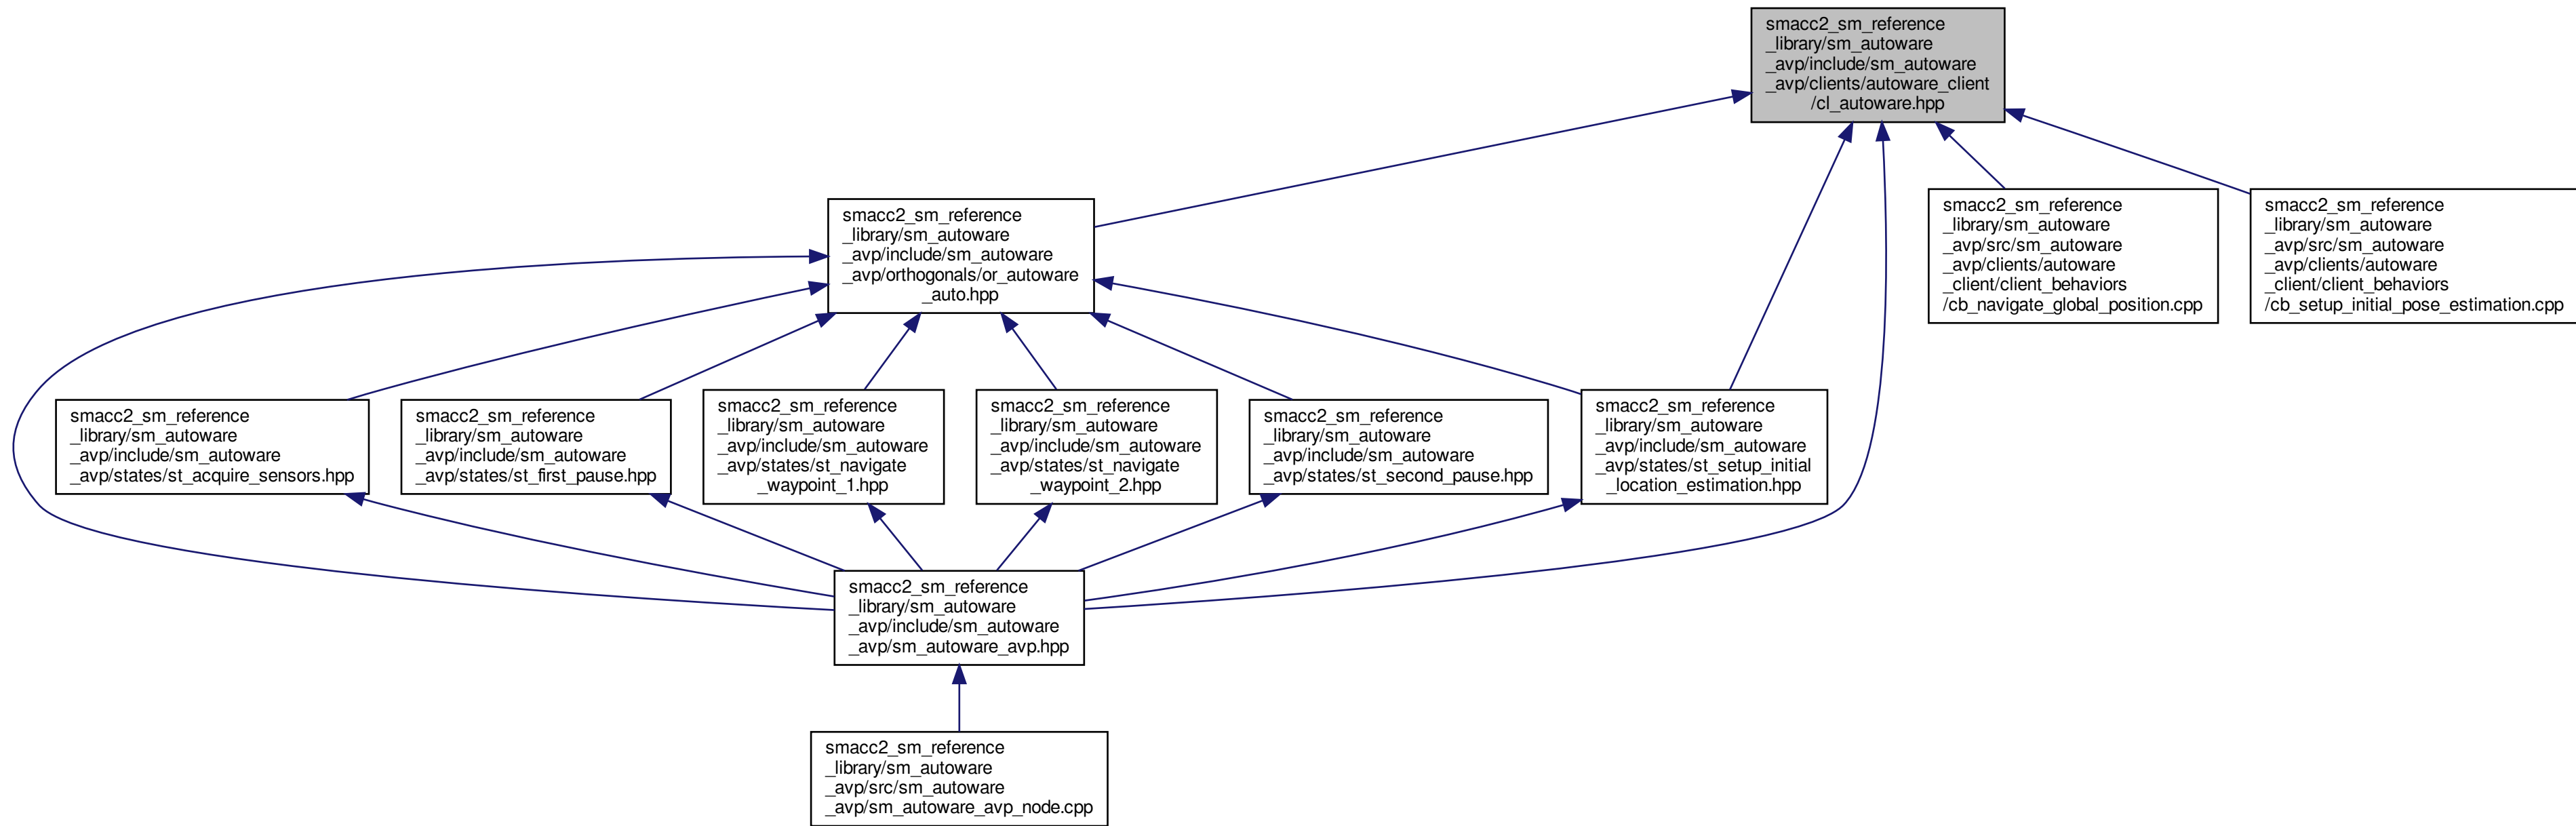 smacc2_sm_reference
_library/sm_autoware
_avp/include/sm_autoware
_avp/clients/autoware_client
/cl_autoware.hpp
smacc2_sm_reference
_library/sm_autoware
_avp/include/sm_autoware
_avp/orthogonals/or_autoware
_auto.hpp
smacc2_sm_reference
_library/sm_autoware
_avp/src/sm_autoware
_avp/clients/autoware
_client/client_behaviors
/cb_navigate_global_position.cpp
smacc2_sm_reference
_library/sm_autoware
_avp/src/sm_autoware
_avp/clients/autoware
_client/client_behaviors
/cb_setup_initial_pose_estimation.cpp
smacc2_sm_reference
_library/sm_autoware
_avp/include/sm_autoware
_avp/states/st_acquire_sensors.hpp
smacc2_sm_reference
_library/sm_autoware
_avp/include/sm_autoware
_avp/states/st_first_pause.hpp
smacc2_sm_reference
_library/sm_autoware
_avp/include/sm_autoware
_avp/states/st_navigate
_waypoint_1.hpp
smacc2_sm_reference
_library/sm_autoware
_avp/include/sm_autoware
_avp/states/st_navigate
_waypoint_2.hpp
smacc2_sm_reference
_library/sm_autoware
_avp/include/sm_autoware
_avp/states/st_second_pause.hpp
smacc2_sm_reference
_library/sm_autoware
_avp/include/sm_autoware
_avp/states/st_setup_initial
_location_estimation.hpp
smacc2_sm_reference
_library/sm_autoware
_avp/include/sm_autoware
_avp/sm_autoware_avp.hpp
smacc2_sm_reference
_library/sm_autoware
_avp/src/sm_autoware
_avp/sm_autoware_avp_node.cpp